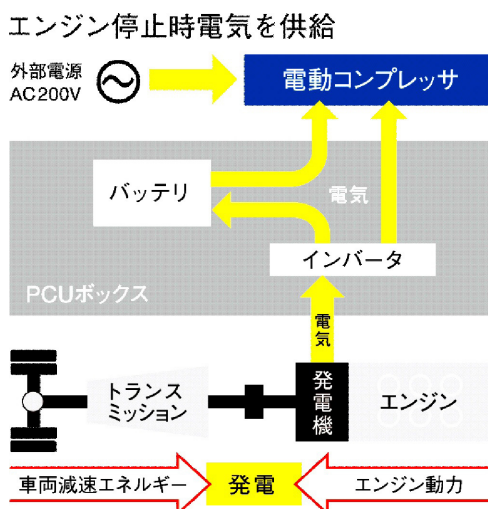 エンジン停止時電気を供給
外部電源
AC200V
電動コンプレッサ
バッテリ
電気
インバータ
PCUボックス
電気
トランス
ミッション
発電機
エンジン
車両減速エネルギー
発電
エンジン動力